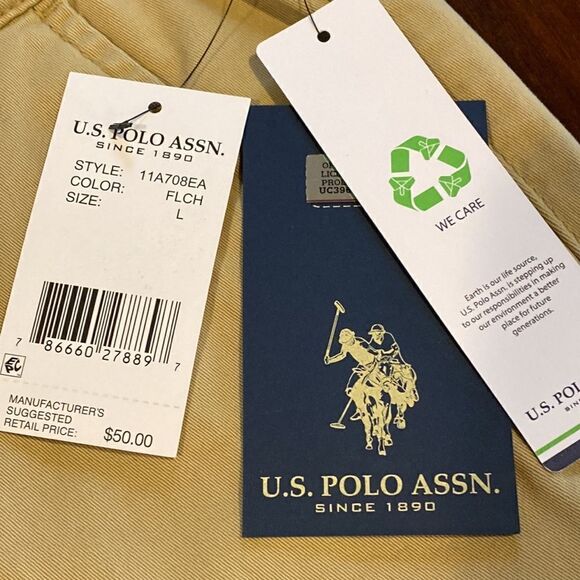 U.S. POLO ASSN.
SINCE 1890
STYLE: 11A708EA
COLOR: FLCH
SIZE: L
7 86660 27889 7
MANUFACTURER'S
SUGGESTED
RETAIL PRICE: $50.00
U.S. POLO ASSN.
SINCE 1890
WE CARE
Earth is our life source,
U.S. Polo Assn. is stepping up
to our responsibilities in making
our environment a better
place for future
generations.
U.S.